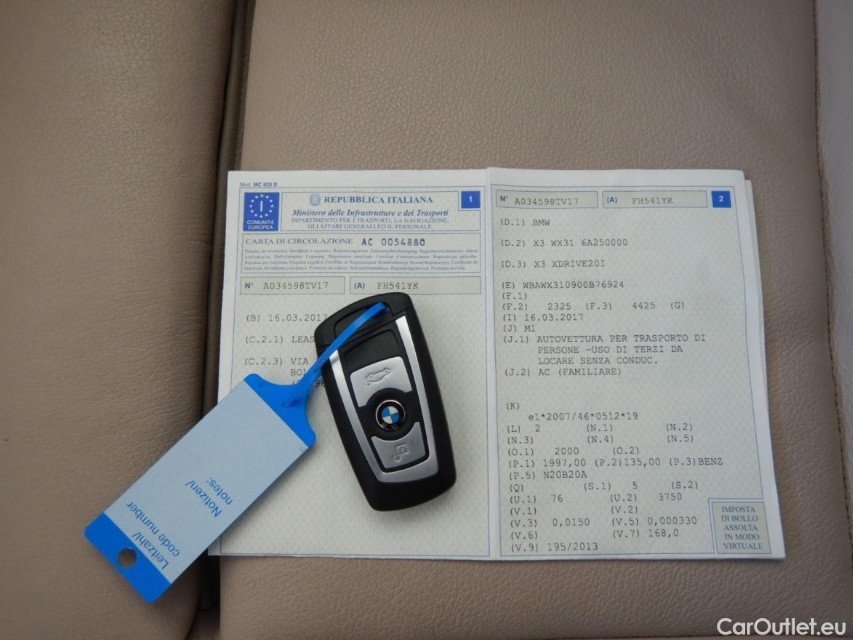 Mod. MC 820 D
I
COMUNITÀ
EUROPEA
REPUBBLICA ITALIANA
1
Ministero delle Infrastrutture e dei Trasporti
DIPARTIMENTO PER I TRASPORTI, LA NAVIGAZIONE,
GLI AFFARI GENERALI ED IL PERSONALE
CARTA DI CIRCOLAZIONE AC 0054880
N° A034598TV17 (A) FH541YK
(B) 16.03.2017
(C.2.1) LEAS
(C.2.3) VIA
BOL
N° A034598TV17 (A) FH541YK 2
(D.1) BMW
(D.2) X3 WX31 6A250000
(D.3) X3 XDRIVE20I
(E) WBAWX310900B76924
(F.1)
(F.2) 2325 (F.3) 4425 (G)
(I) 16.03.2017
(J) M1
(J.1) AUTOVETTURA PER TRASPORTO DI
PERSONE -USO DI TERZI DA
LOCARE SENZA CONDUC.
(J.2) AC (FAMILIARE)
(K)
e1*2007/46*0512*19
(L) 2 (N.1) (N.2)
(N.3) (N.4) (N.5)
(O.1) 2000 (O.2)
(P.1) 1997,00 (P.2)135,00 (P.3)BENZ
(P.5) N20B20A
(Q) (S.1) 5 (S.2)
(U.1) 76 (U.2) 3750
(V.1) (V.2)
(V.3) 0,0150 (V.5) 0,000330
(V.6) (V.7) 168,0
(V.9) 195/2013
IMPOSTA
DI BOLLO
ASSOLTA
IN MODO
VIRTUALE
BMW
Leitzahl/
code number
Notizen/
notes:
CarOutlet.eu